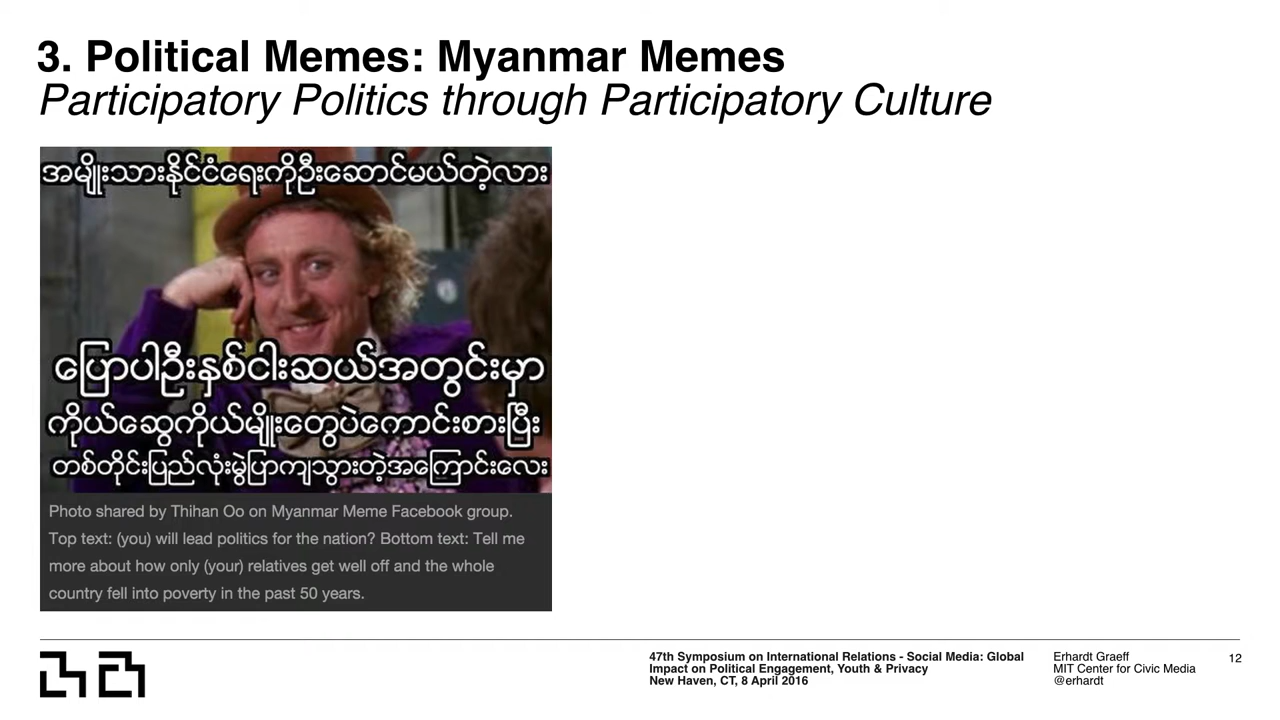 3. Political Memes: Myanmar Memes
Participatory Politics through Participatory Culture
အမျိုးသားနိုင်ငံရေးကိုဦးဆောင်မယ်တဲ့လား
ပြောပါဦးနှစ်ငါးဆယ်အတွင်းမှာ
ကိုယ်ဆွေကိုယ်မျိုးတွေပဲကောင်းစားပြီး
တစ်တိုင်းပြည်လုံးမွဲပြာကျသွားတဲ့အကြောင်းလေး
Photo shared by Thihan Oo on Myanmar Meme Facebook group.
Top text: (you) will lead politics for the nation? Bottom text: Tell me
more about how only (your) relatives get well off and the whole
country fell into poverty in the past 50 years.
47th Symposium on International Relations - Social Media: Global
Impact on Political Engagement, Youth & Privacy
New Haven, CT, 8 April 2016
Erhardt Graeff
MIT Center for Civic Media
@erhardt
12